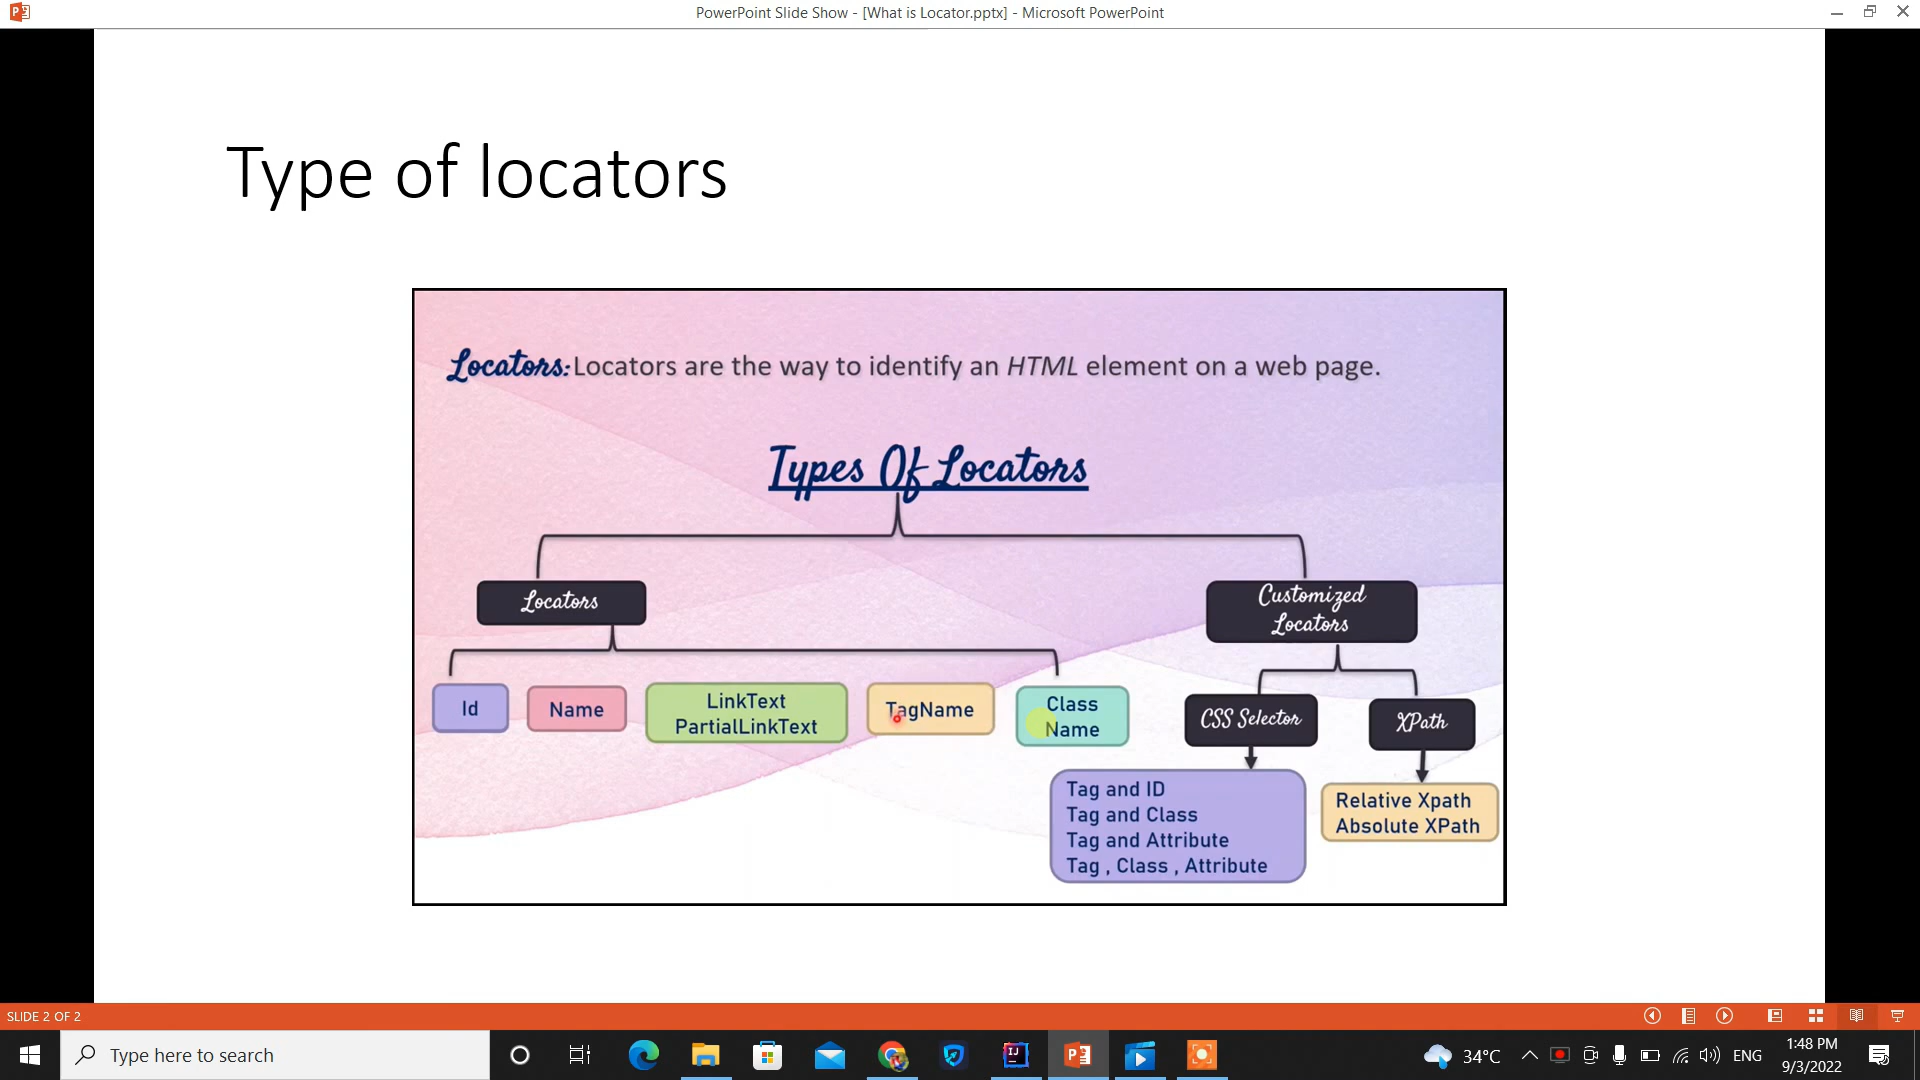 PowerPoint Slide Show - [What is Locator.pptx] - Microsoft PowerPoint
Type of locators
Locators: Locators are the way to identify an HTML element on a web page.
Types Of Locators
Locators
Customized
Locators
Id
Name
LinkText
PartialLinkText
TagName
Class
Name
CSS Selector
XPath
Tag and ID
Tag and Class
Tag and Attribute
Tag , Class , Attribute
Relative Xpath
Absolute XPath
SLIDE 2 OF 2
Type here to search
34°C
ENG
1:48 PM
9/3/2022